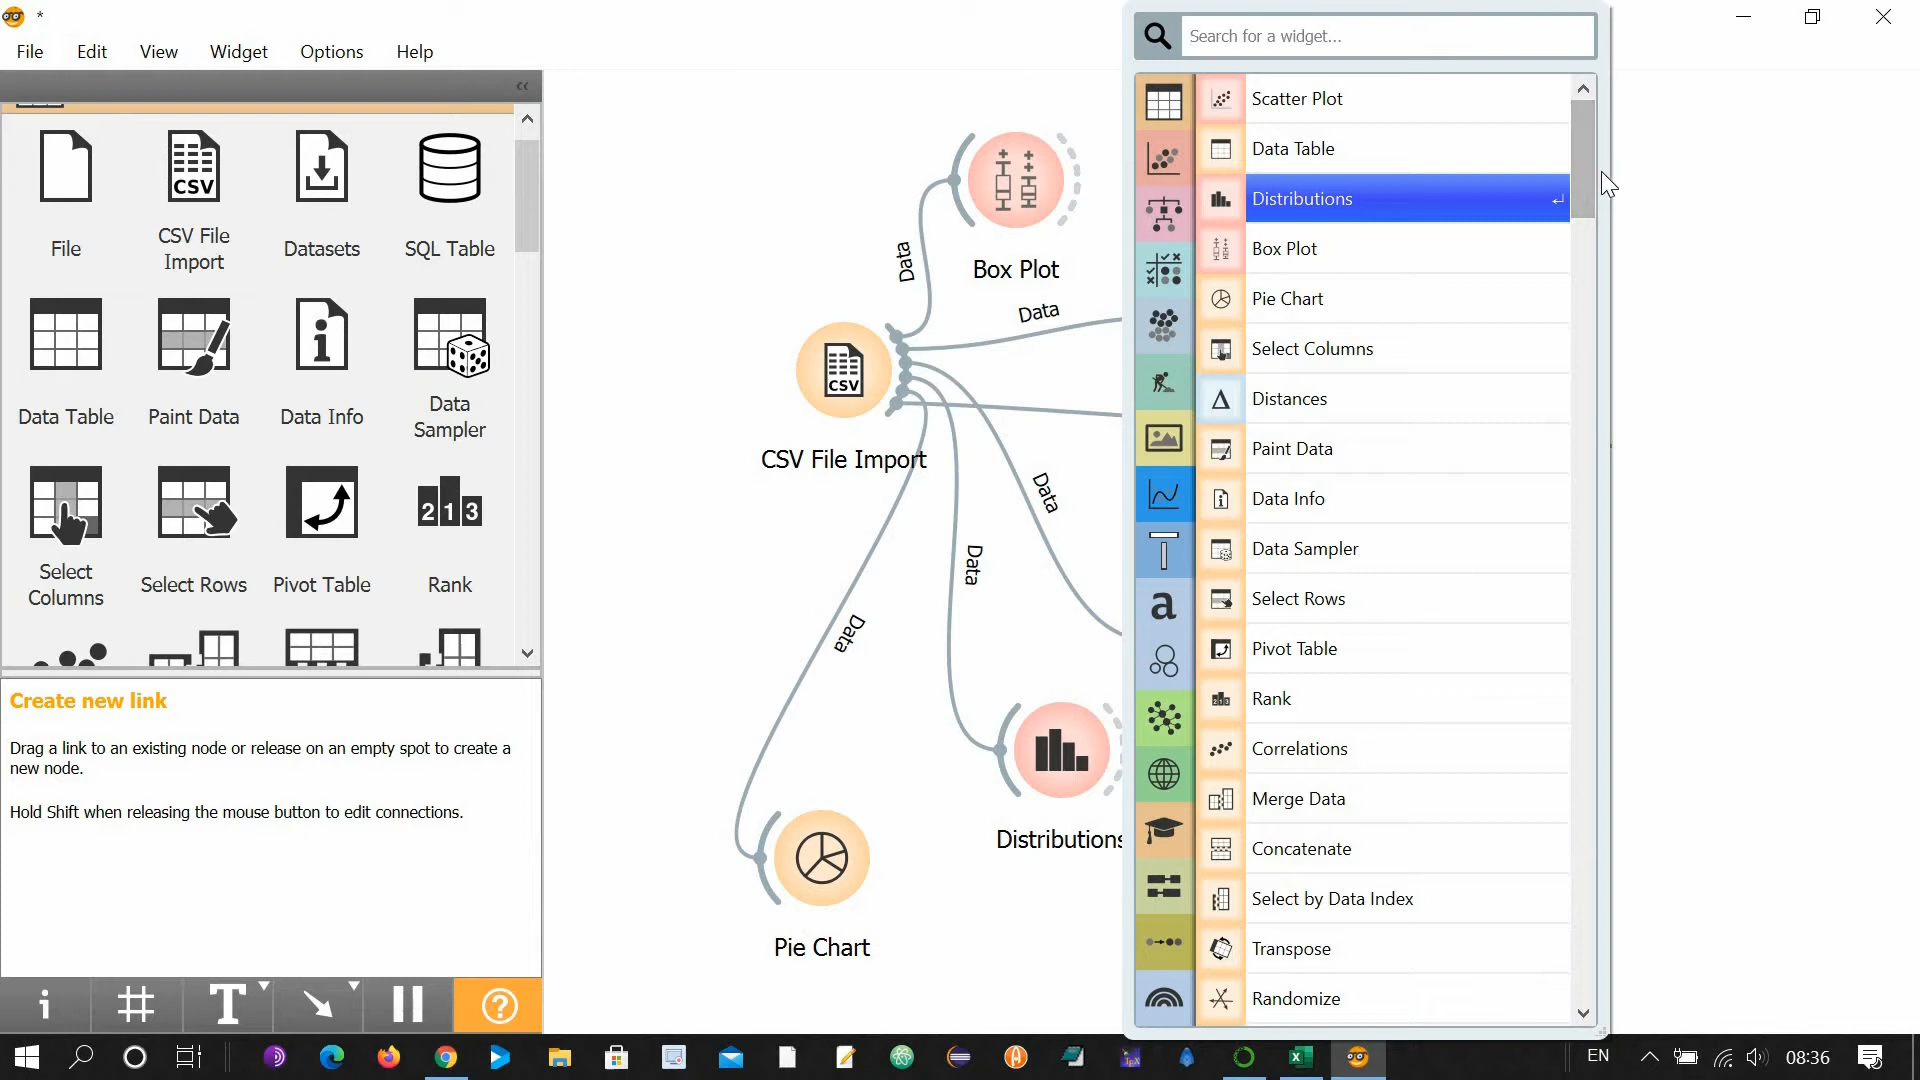 *
File Edit View Widget Options Help
Search for a widget...
«
File
CSV File
Import
Datasets
SQL Table
CSV
Data Table
Paint Data
Data Info
Data
Sampler
Select
Columns
Select Rows
Pivot Table
Rank
2 1 3
Create new link
Drag a link to an existing node or release on an empty spot to create a
new node.
Hold Shift when releasing the mouse button to edit connections.
Box Plot
Data
Data
CSV
CSV File Import
Data
Data
Data
Distributions
Pie Chart
Scatter Plot
Data Table
Distributions
Box Plot
Pie Chart
Select Columns
Distances
Paint Data
Data Info
Data Sampler
Select Rows
Pivot Table
Rank
Correlations
Merge Data
Concatenate
Select by Data Index
Transpose
Randomize
a
Δ
i
T
?
EN
08:36